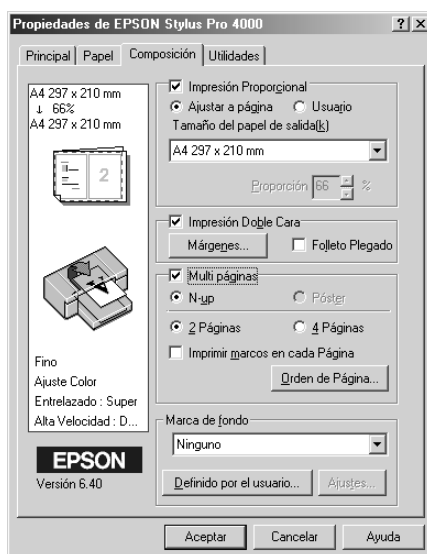 Propiedades de EPSON Stylus Pro 4000
Principal Papel Composición Utilidades
A4 297 x 210 mm
↓ 66%
A4 297 x 210 mm
2
Fino
Ajuste Color
Entrelazado : Super
Alta Velocidad : D...
EPSON
Versión 6.40
Impresión Proporcional
Ajustar a página Usuario
Tamaño del papel de salida(k)
A4 297 x 210 mm
Proporción 66 %
Impresión Doble Cara
Márgenes... Folleto Plegado
Multi páginas
N-up Póster
2 Páginas 4 Páginas
Imprimir marcos en cada Página
Orden de Página...
Marca de fondo
Ninguno
Definido por el usuario... Ajustes...
Aceptar Cancelar Ayuda